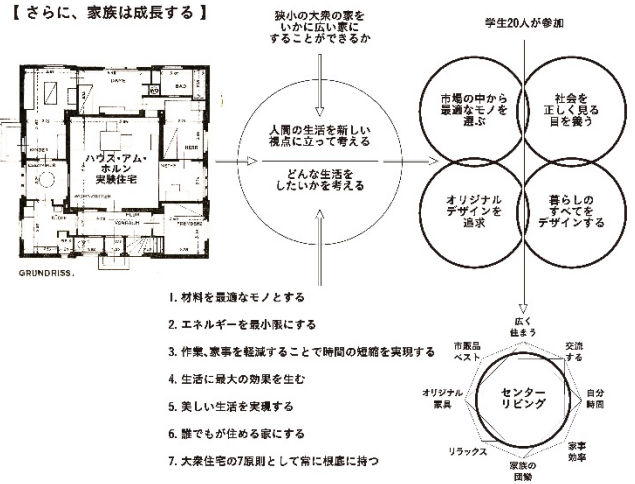 【 さらに、家族は成長する 】
狭小の大衆の家を
いかに広い家に
することができるか
学生20人が参加
ハウス・アム・
ホルン
実験住宅
GRUNDRISS.
人間の生活を新しい
視点に立って考える
どんな生活を
したいかを考える
市場の中から
最適なモノを
選ぶ
社会を
正しく見る
目を養う
オリジナル
デザインを
追求
暮らしの
すべてを
デザインする
1. 材料を最適なモノとする
2. エネルギーを最小限にする
3. 作業、家事を軽減することで時間の短縮を実現する
4. 生活に最大の効果を生む
5. 美しい生活を実現する
6. 誰でもが住める家にする
7. 大衆住宅の7原則として常に根底に持つ
広く
住まう
市販品
ベスト
交流
する
オリジナル
家具
センター
リビング
自分
時間
リラックス
家事
効率
家族の
団欒